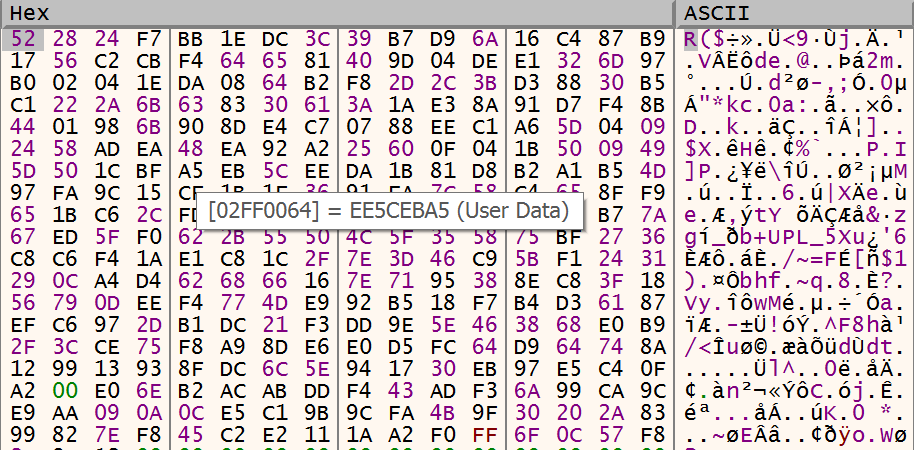 Hex ASCII
52 28 24 F7 BB 1E DC 3C 39 B7 D9 6A 16 C4 87 B9 R($÷».Ü<9·Ùj.Ä.¹
17 56 C2 CB F4 64 65 81 40 9D 04 DE E1 32 6D 97 .VÂËôde.@..Þá2m.
B0 02 04 1E DA 08 64 B2 F8 2D 2C 3B D3 88 30 B5 °...Ú.d²ø-,;Ó.0µ
C1 22 2A 6B 63 83 30 61 3A 1A E3 8A 91 D7 F4 8B Á"*kc.0a:.ã..×ô.
44 01 98 6B 90 8D E4 C7 07 88 EE C1 A6 5D 04 09 D..k..äÇ..îÁ¦]..
24 58 AD EA 48 EA 92 A2 25 60 0F 04 1B 50 09 49 $X.êHê.¢%`...P.I
5D 50 1C BF A5 EB 5C EE DA 1B 81 D8 B2 A1 B5 4D ]P.¿¥ë\îÚ..Ø²¡µM
97 FA 9C 15 CF 1B 1F 36 91 FA 7C 58 C4 65 8F F9 .ú..Ï..6.ú|XÄe.ù
[02FF0064] = EE5CEBA5 (User Data)
65 1B C6 2C FD B7 7A e.Æ,ýtY õÄÇÆå&·z
67 ED 5F F0 62 2B 55 50 4C 5F 35 58 75 BF 27 36 gí_ðb+UPL_5Xu¿'6
C8 C6 F4 1A E1 C8 1C 2F 7E 3D 46 C9 5B F1 24 31 ÈÆô.áÈ./~=FÉ[ñ$1
29 0C A4 D4 62 68 66 16 7E 71 95 38 8E C8 3F 18 ).¤Ôbhf.~q.8.È?.
56 79 0D EE F4 77 4D E9 92 B5 18 F7 B4 D3 61 87 Vy.îôwMé.µ.÷´Óa.
EF C6 97 2D B1 DC 21 F3 DD 9E 5E 46 38 68 E0 B9 ïÆ.-±Ü!óÝ.^F8hà¹
2F 3C CE 75 F8 A9 8D E6 E0 D5 FC 64 D9 64 74 8A /<Îuø©.æàÕüdÙdt.
12 99 13 93 8F DC 6C 5E 94 17 30 EB 97 E5 C4 0F .....Ül^..0ë.åÄ.
A2 00 E0 6E B2 AC AB DD F4 43 AD F3 6A 99 CA 9C ¢.àn²¬«ÝôC.ój.Ê.
E9 AA 09 0A 0C E5 C1 9B 9C FA 4B 9F 30 20 2A 83 éª...åÁ..úK.0 *.
99 82 7E F8 45 C2 E2 11 1A A2 F0 FF 6F 0C 57 F8 ..~øEÂâ..¢ðÿo.Wø